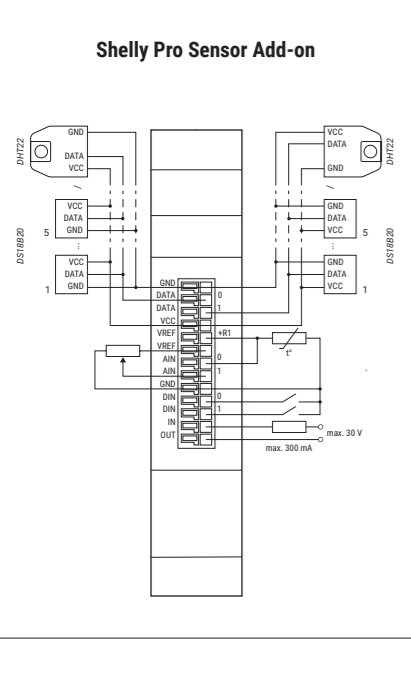 Shelly Pro Sensor Add-on
DHT22
GND
DATA
VCC
/
DS18B20
5
VCC
DATA
GND
...
1
VCC
DATA
GND
VCC
DATA
GND
DHT22
/
GND
DATA
VCC
5
DS18B20
...
GND
DATA
VCC
1
GND
DATA 0
DATA 1
VCC
VREF +R1
VREF
AIN 0
AIN 1
GND
DIN 0
DIN 1
IN
OUT
t°
max. 30 V
max. 300 mA